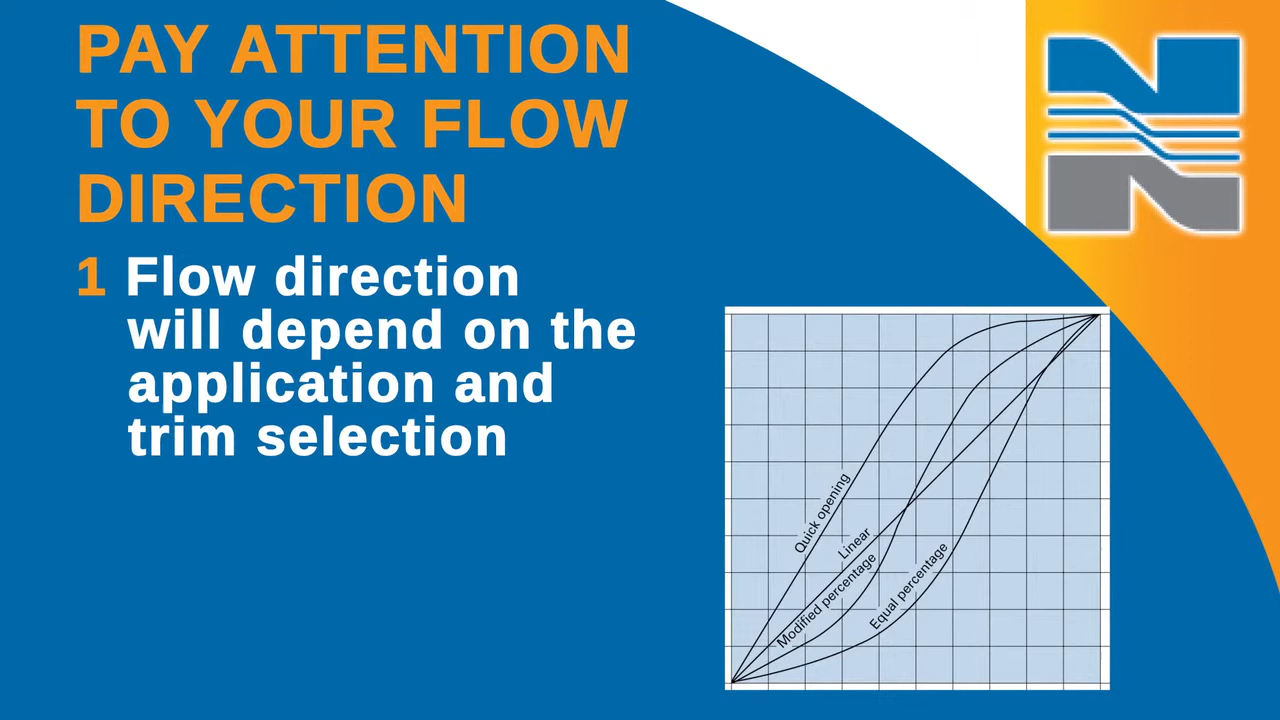 PAY ATTENTION
TO YOUR FLOW
DIRECTION
1 Flow direction
will depend on the
application and
trim selection
Quick opening
Linear
Modified percentage
Equal percentage